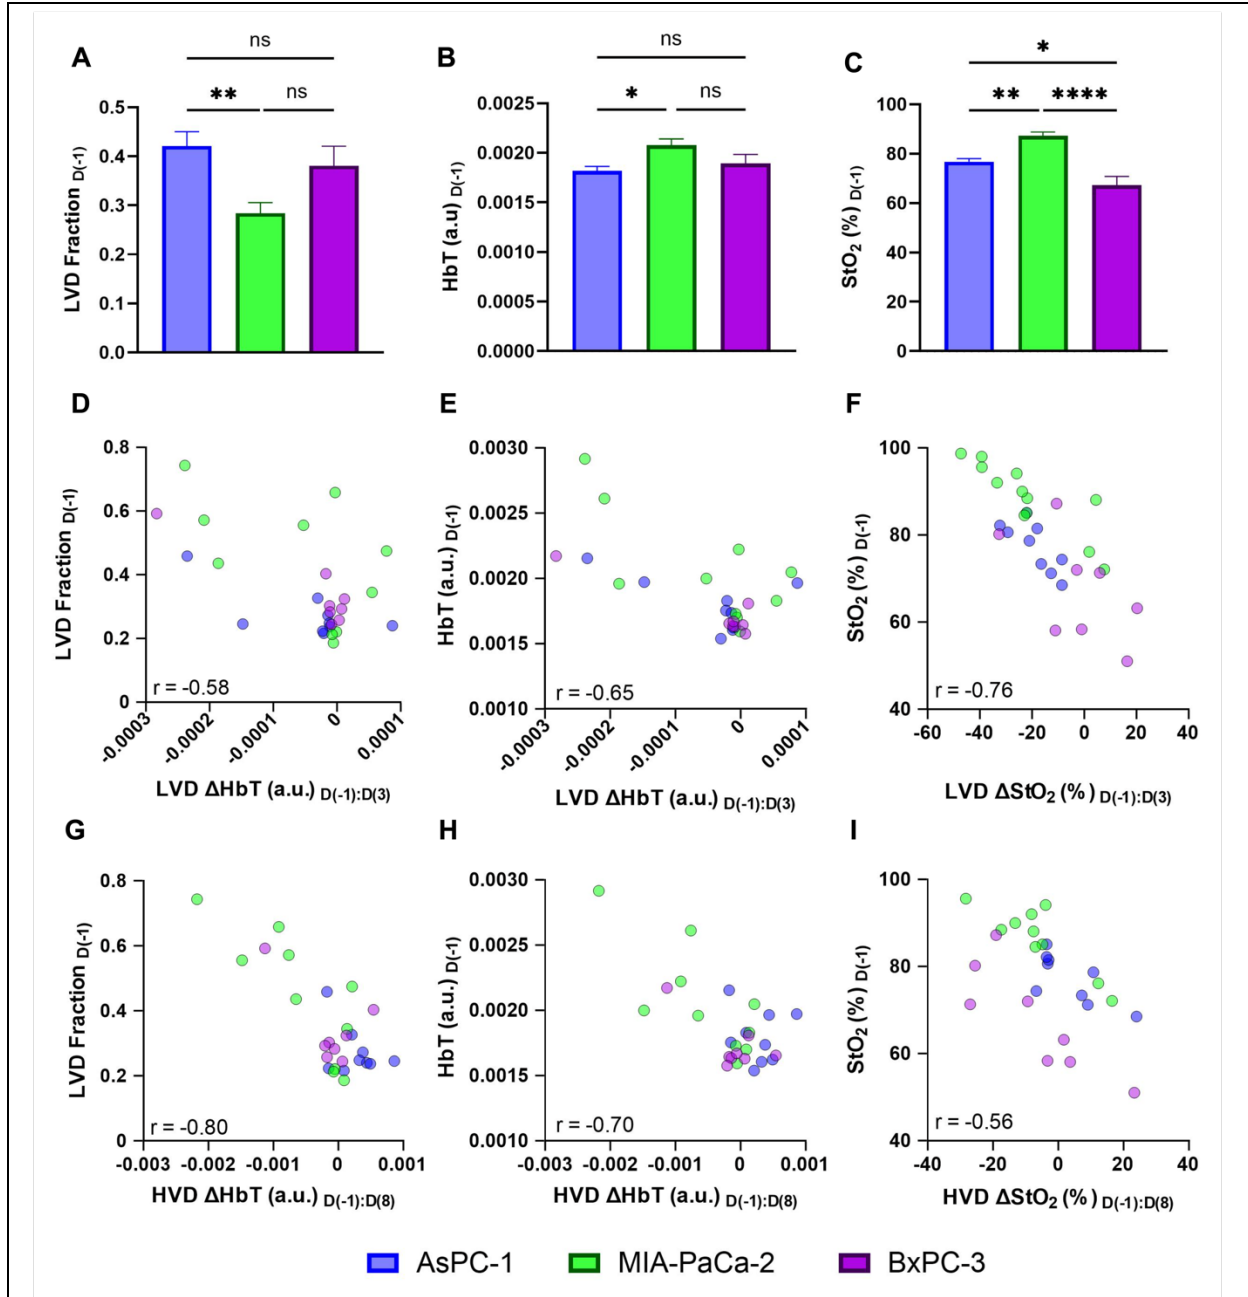 A
ns
** ns
LVD Fraction D(-1)
0.5
0.4
0.3
0.2
0.1
0.0
B
ns
* ns
HbT (a.u) D(-1)
0.0025
0.0020
0.0015
0.0010
0.0005
0.0000
C
*
** ****
StO2 (%) D(-1)
100
80
60
40
20
0
D
LVD Fraction D(-1)
0.8
0.6
0.4
0.2
0
r = -0.58
-0.0003 -0.0002 -0.0001 0 0.0001
LVD ΔHbT (a.u.) D(-1):D(3)
E
HbT (a.u.) D(-1)
0.0030
0.0025
0.0020
0.0015
0.0010
r = -0.65
-0.0003 -0.0002 -0.0001 0 0.0001
LVD ΔHbT (a.u.) D(-1):D(3)
F
StO2 (%) D(-1)
100
80
60
40
r = -0.76
-60 -40 -20 0 20 40
LVD ΔStO2 (%) D(-1):D(3)
G
LVD Fraction D(-1)
0.8
0.6
0.4
0.2
0
r = -0.80
-0.003 -0.002 -0.001 0 0.001
HVD ΔHbT (a.u.) D(-1):D(8)
H
HbT (a.u.) D(-1)
0.0030
0.0025
0.0020
0.0015
0.0010
r = -0.70
-0.003 -0.002 -0.001 0 0.001
HVD ΔHbT (a.u.) D(-1):D(8)
I
StO2 (%) D(-1)
100
80
60
40
r = -0.56
-40 -20 0 20 40
HVD ΔStO2 (%) D(-1):D(8)
AsPC-1 MIA-PaCa-2 BxPC-3